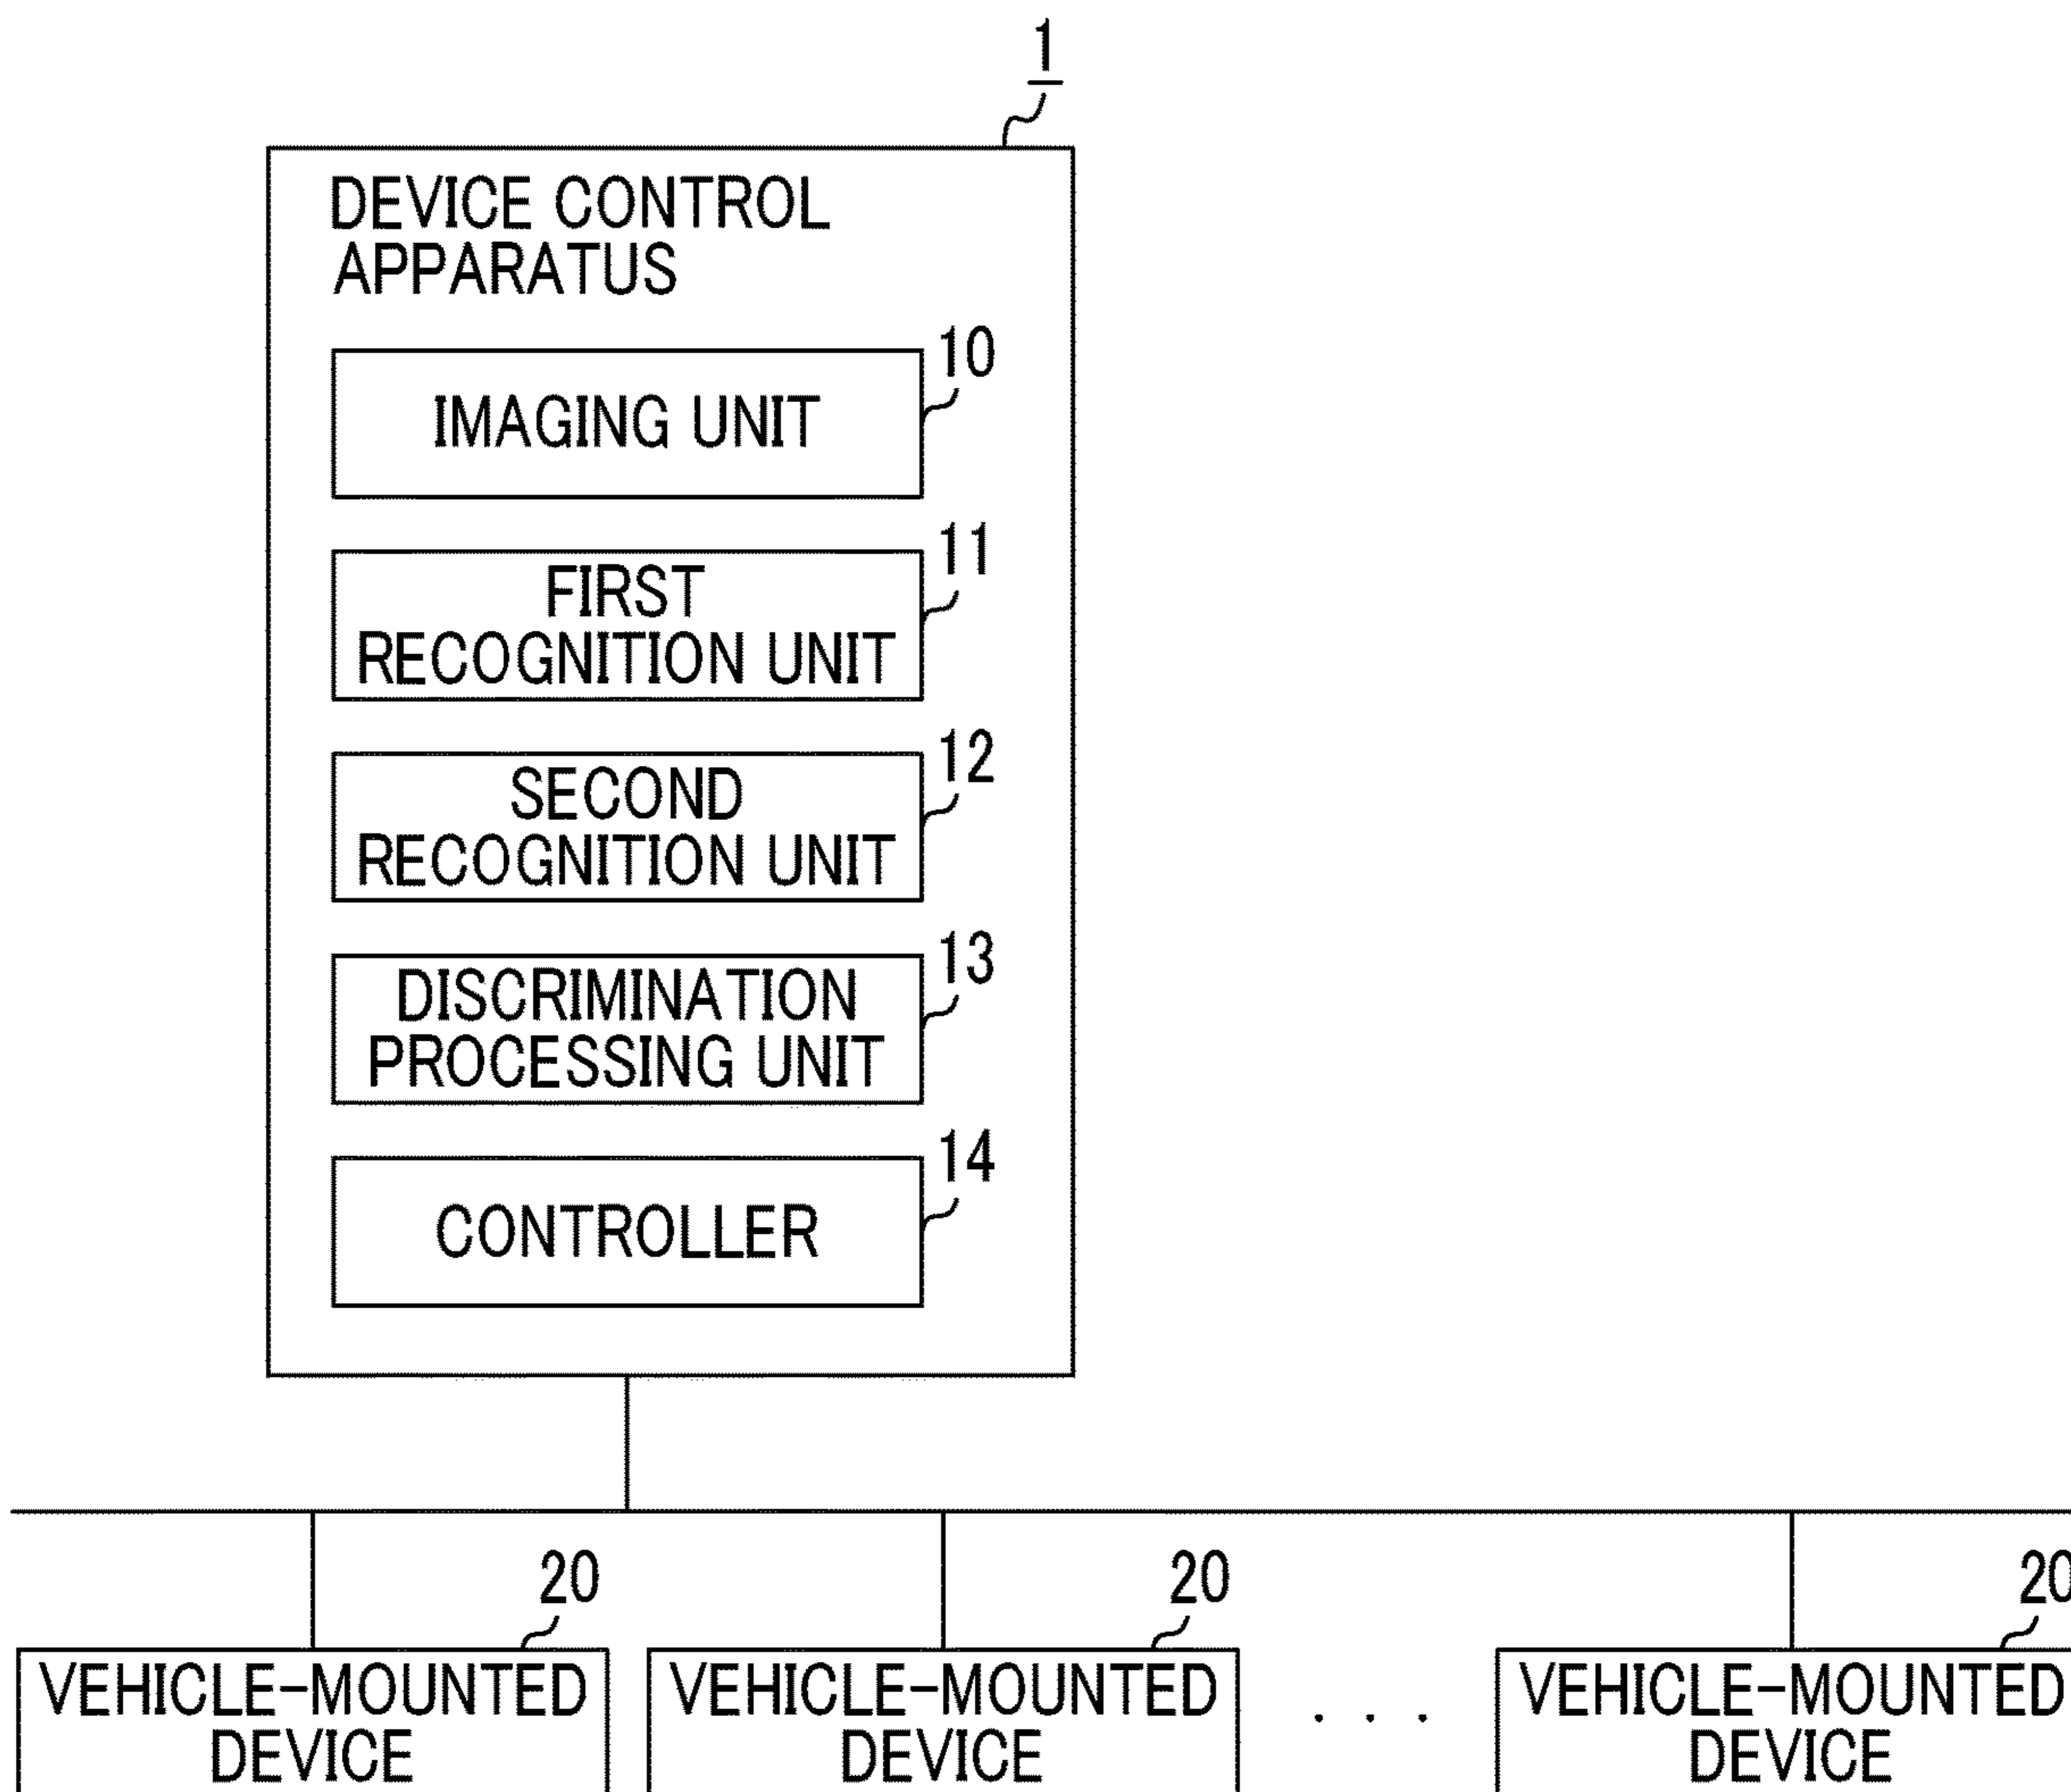 1
DEVICE CONTROL
APPARATUS
10
IMAGING UNIT
11
FIRST
RECOGNITION UNIT
12
SECOND
RECOGNITION UNIT
13
DISCRIMINATION
PROCESSING UNIT
14
CONTROLLER
20
20
20
VEHICLE-MOUNTED
DEVICE
VEHICLE-MOUNTED
DEVICE
. . .
VEHICLE-MOUNTED
DEVICE